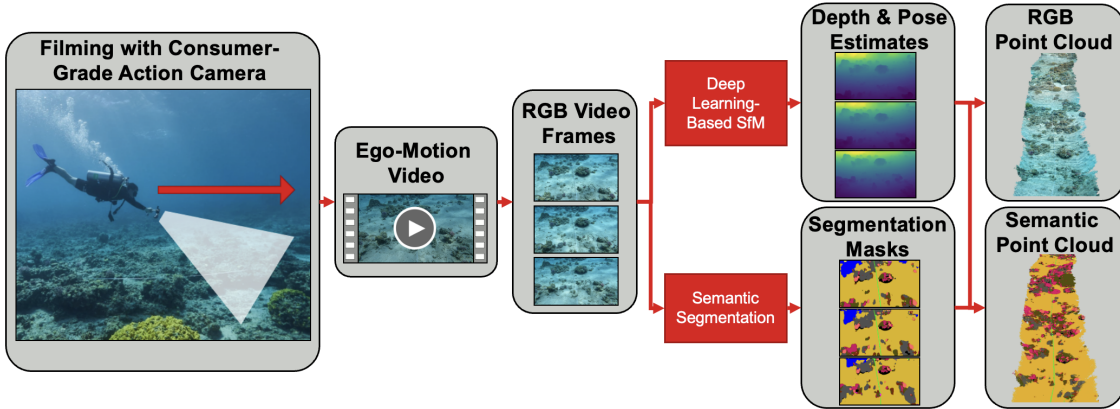 Filming with Consumer-
Grade Action Camera
Ego-Motion
Video
RGB Video
Frames
Deep
Learning-
Based SfM
Semantic
Segmentation
Depth & Pose
Estimates
Segmentation
Masks
RGB
Point Cloud
Semantic
Point Cloud